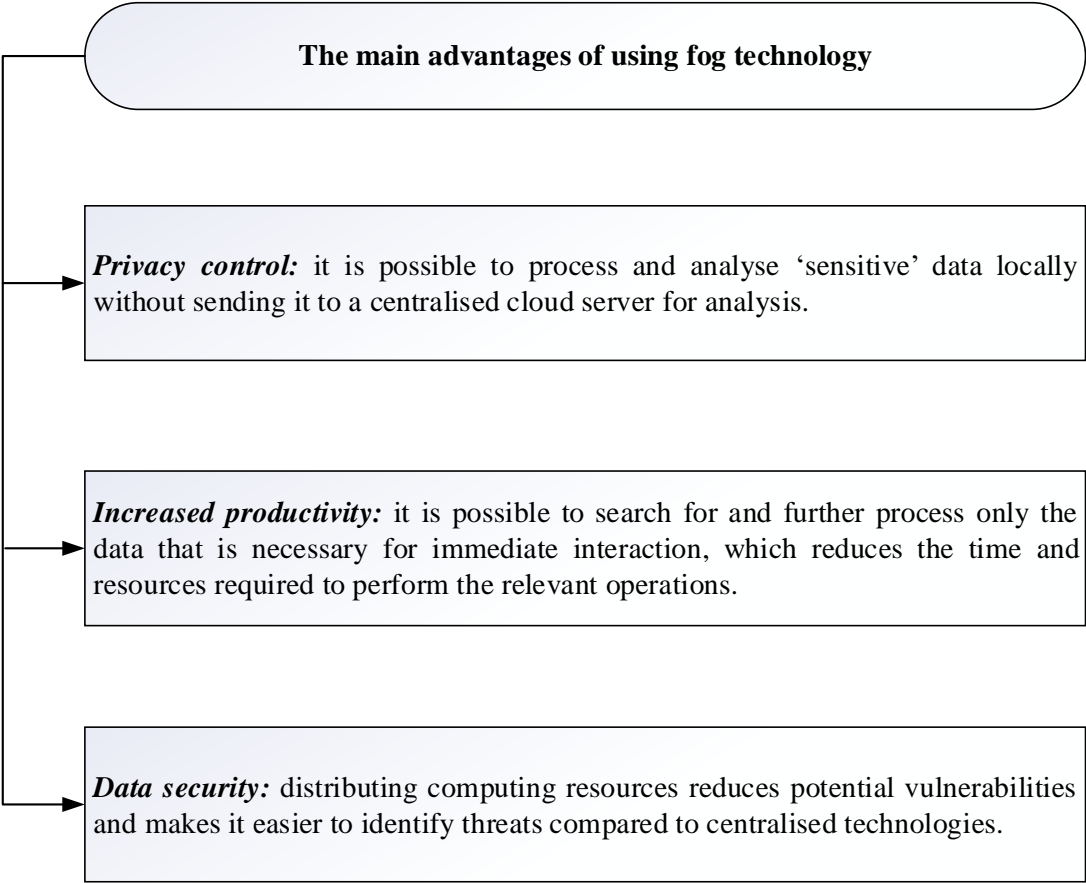 The main advantages of using fog technology
Privacy control: it is possible to process and analyse ‘sensitive’ data locally
without sending it to a centralised cloud server for analysis.
Increased productivity: it is possible to search for and further process only the
data that is necessary for immediate interaction, which reduces the time and
resources required to perform the relevant operations.
Data security: distributing computing resources reduces potential vulnerabilities
and makes it easier to identify threats compared to centralised technologies.